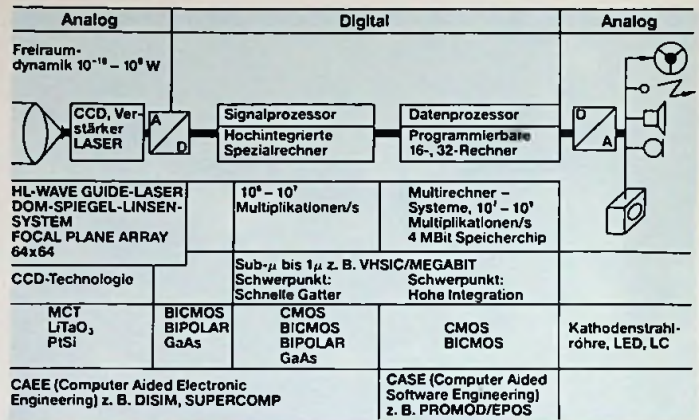 Analog
Digital
Analog
Freiraum-
dynamik 10⁻¹⁸ – 10⁹ W
CCD, Ver-
stärker
LASER
A
D
Signalprozessor
Hochintegrierte
Spezialrechner
Datenprozessor
Programmierbare
16-, 32-Rechner
D
A
HL-WAVE GUIDE-LASER
DOM-SPIEGEL-LINSEN-
SYSTEM
FOCAL PLANE ARRAY
64x64
10⁶ – 10⁷
Multiplikationen/s
Multirechner –
Systeme, 10⁷ – 10⁹
Multiplikationen/s
4 MBit Speicherchip
CCD-Technologie
Sub-µ bis 1µ z. B. VHSIC/MEGABIT
Schwerpunkt:
Schnelle Gatter
Schwerpunkt:
Hohe Integration
MCT
LiTaO₃
PtSi
BICMOS
BIPOLAR
GaAs
CMOS
BICMOS
BIPOLAR
GaAs
CMOS
BICMOS
Kathodenstrahl-
röhre, LED, LC
CAEE (Computer Aided Electronic
Engineering) z. B. DISIM, SUPERCOMP
CASE (Computer Aided
Software Engineering)
z. B. PROMOD/EPOS